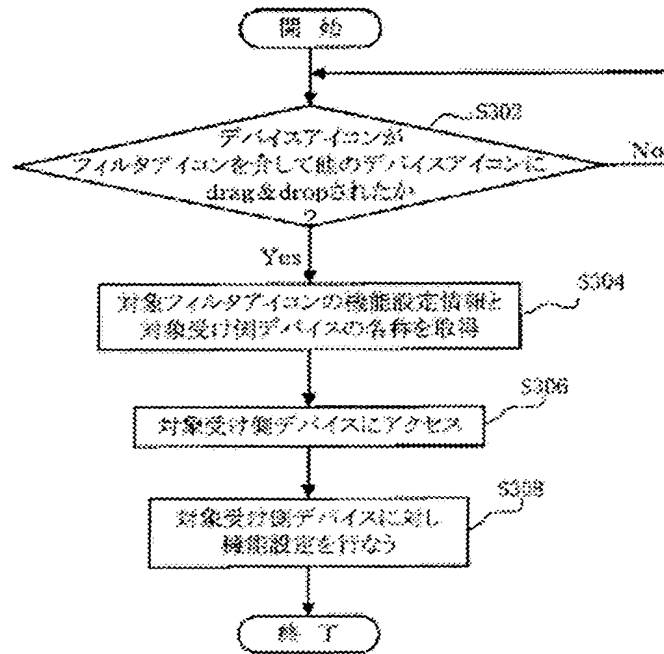 開始
S302
デバイスアイコンが
フィルタアイコンを介して他のデバイスアイコンに
drag&dropされたか
?
No
Yes
S304
対象フィルタアイコンの機能設定情報と
対象受け側デバイスの名称を取得
S306
対象受け側デバイスにアクセス
S308
対象受け側デバイスに対し
機能設定を行なう
終了